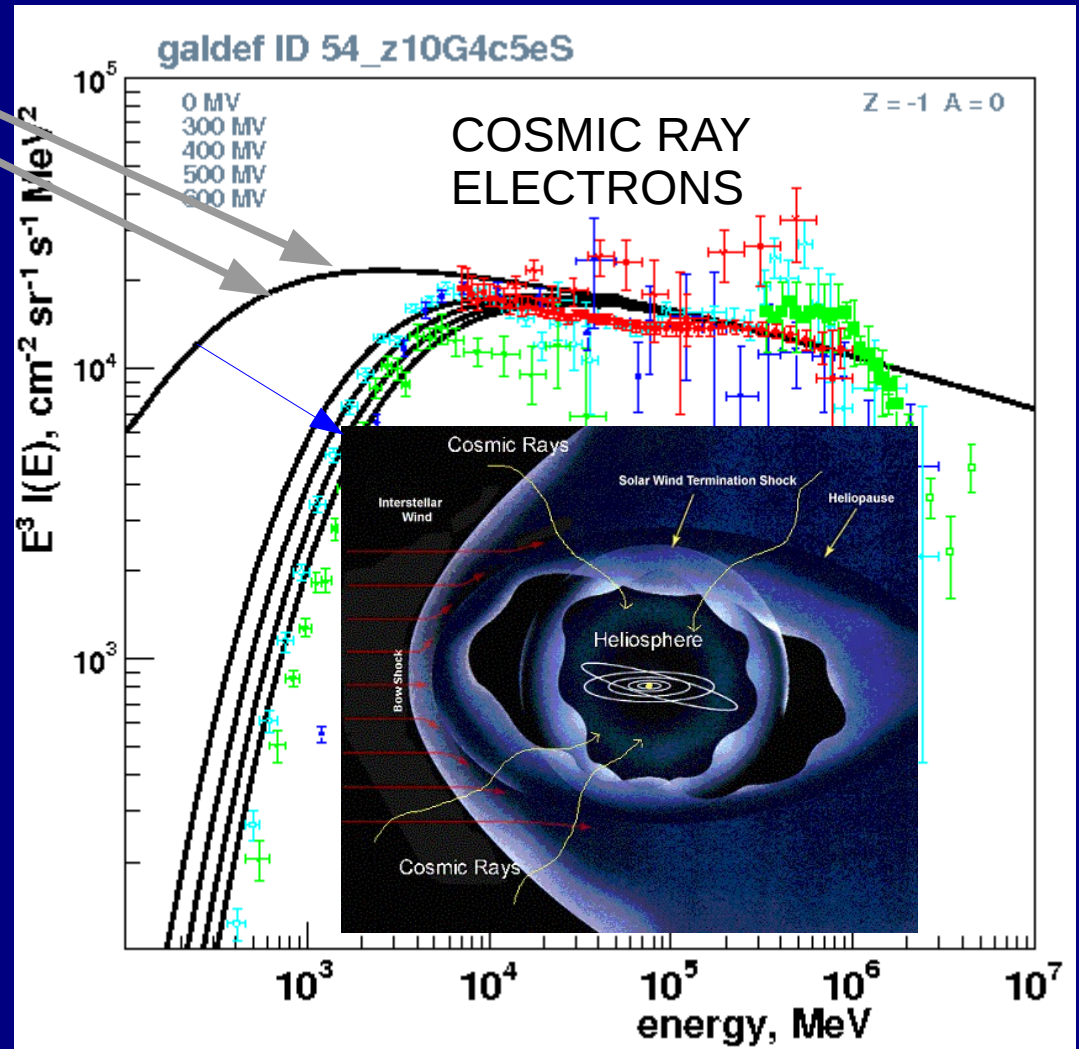 galdef ID 54_z10G4c5eS
10⁵
0 MV
300 MV
400 MV
500 MV
600 MV
Z = -1 A = 0
COSMIC RAY
ELECTRONS
E³ I(E), cm⁻² sr⁻¹ s⁻¹ MeV²
10⁴
10³
Cosmic Rays
Solar Wind Termination Shock
Heliopause
Interstellar
Wind
Heliosphere
Bow Shock
Cosmic Rays
10³ 10⁴ 10⁵ 10⁶ 10⁷
energy, MeV